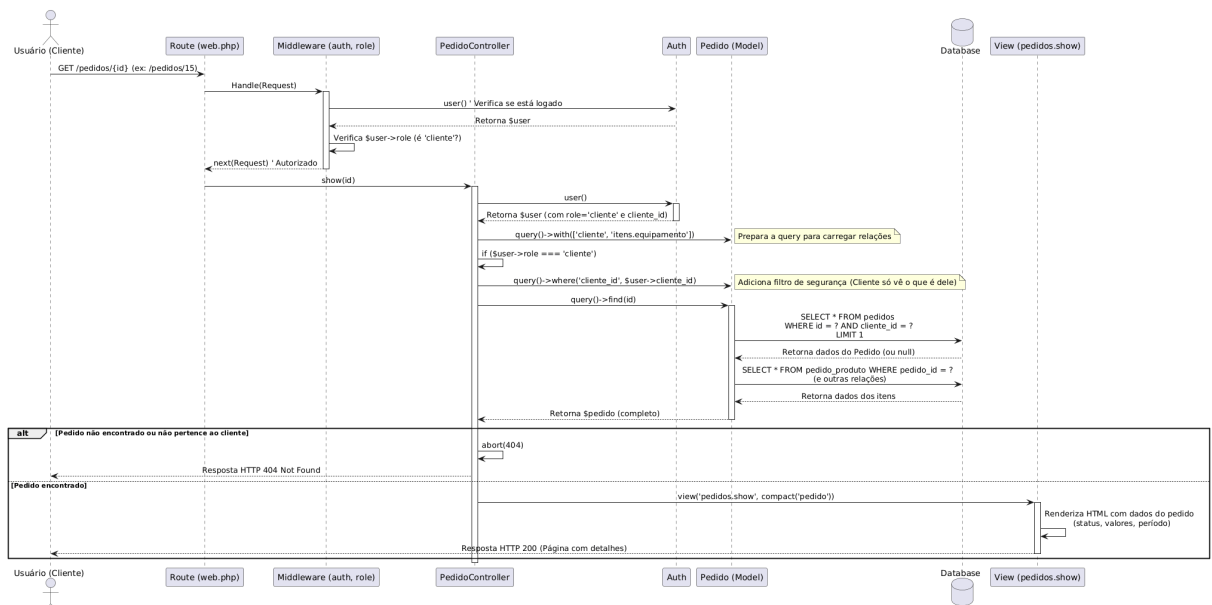 Usuário (Cliente)
Route (web.php)
Middleware (auth, role)
PedidoController
Auth
Pedido (Model)
Database
View (pedidos.show)
GET /pedidos/{id} (ex: /pedidos/15)
Handle(Request)
user() ' Verifica se está logado
Retorna $user
Verifica $user->role (é 'cliente'?)
next(Request) ' Autorizado
show(id)
user()
Retorna $user (com role='cliente' e cliente_id)
query()->with(['cliente', 'itens.equipamento'])
Prepara a query para carregar relações
if ($user->role === 'cliente')
query()->where('cliente_id', $user->cliente_id)
Adiciona filtro de segurança (Cliente só vê o que é dele)
query()->find(id)
SELECT * FROM pedidos
WHERE id = ? AND cliente_id = ?
LIMIT 1
Retorna dados do Pedido (ou null)
SELECT * FROM pedido_produto WHERE pedido_id = ?
(e outras relações)
Retorna dados dos itens
Retorna $pedido (completo)
alt [Pedido não encontrado ou não pertence ao cliente]
abort(404)
Resposta HTTP 404 Not Found
[Pedido encontrado]
view('pedidos.show', compact('pedido'))
Renderiza HTML com dados do pedido
(status, valores, período)
Resposta HTTP 200 (Página com detalhes)
Usuário (Cliente)
Route (web.php)
Middleware (auth, role)
PedidoController
Auth
Pedido (Model)
Database
View (pedidos.show)